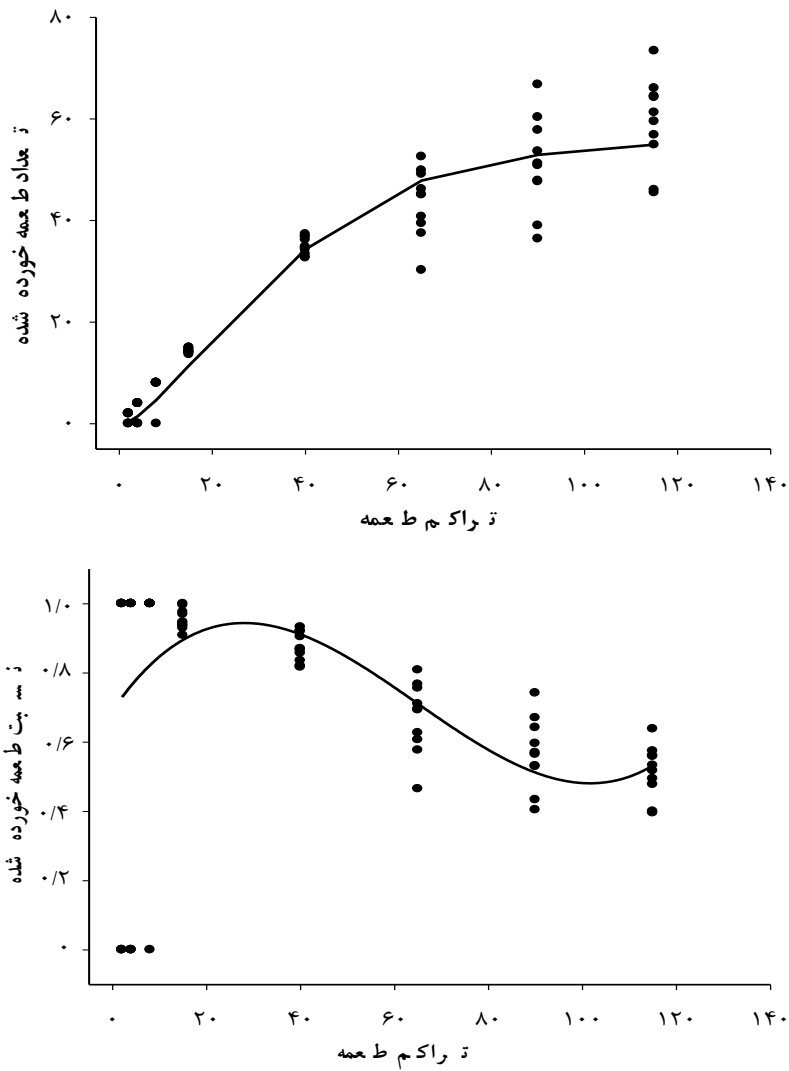 ۸۰
۶۰
۴۰
۲۰
۰
تعداد طعمه خورده شده
۰ ۲۰ ۴۰ ۶۰ ۸۰ ۱۰۰ ۱۲۰ ۱۴۰
تراکم طعمه
۱/۰
۰/۸
۰/۶
۰/۴
۰/۲
۰
نسبت طعمه خورده شده
۰ ۲۰ ۴۰ ۶۰ ۸۰ ۱۰۰ ۱۲۰ ۱۴۰
تراکم طعمه